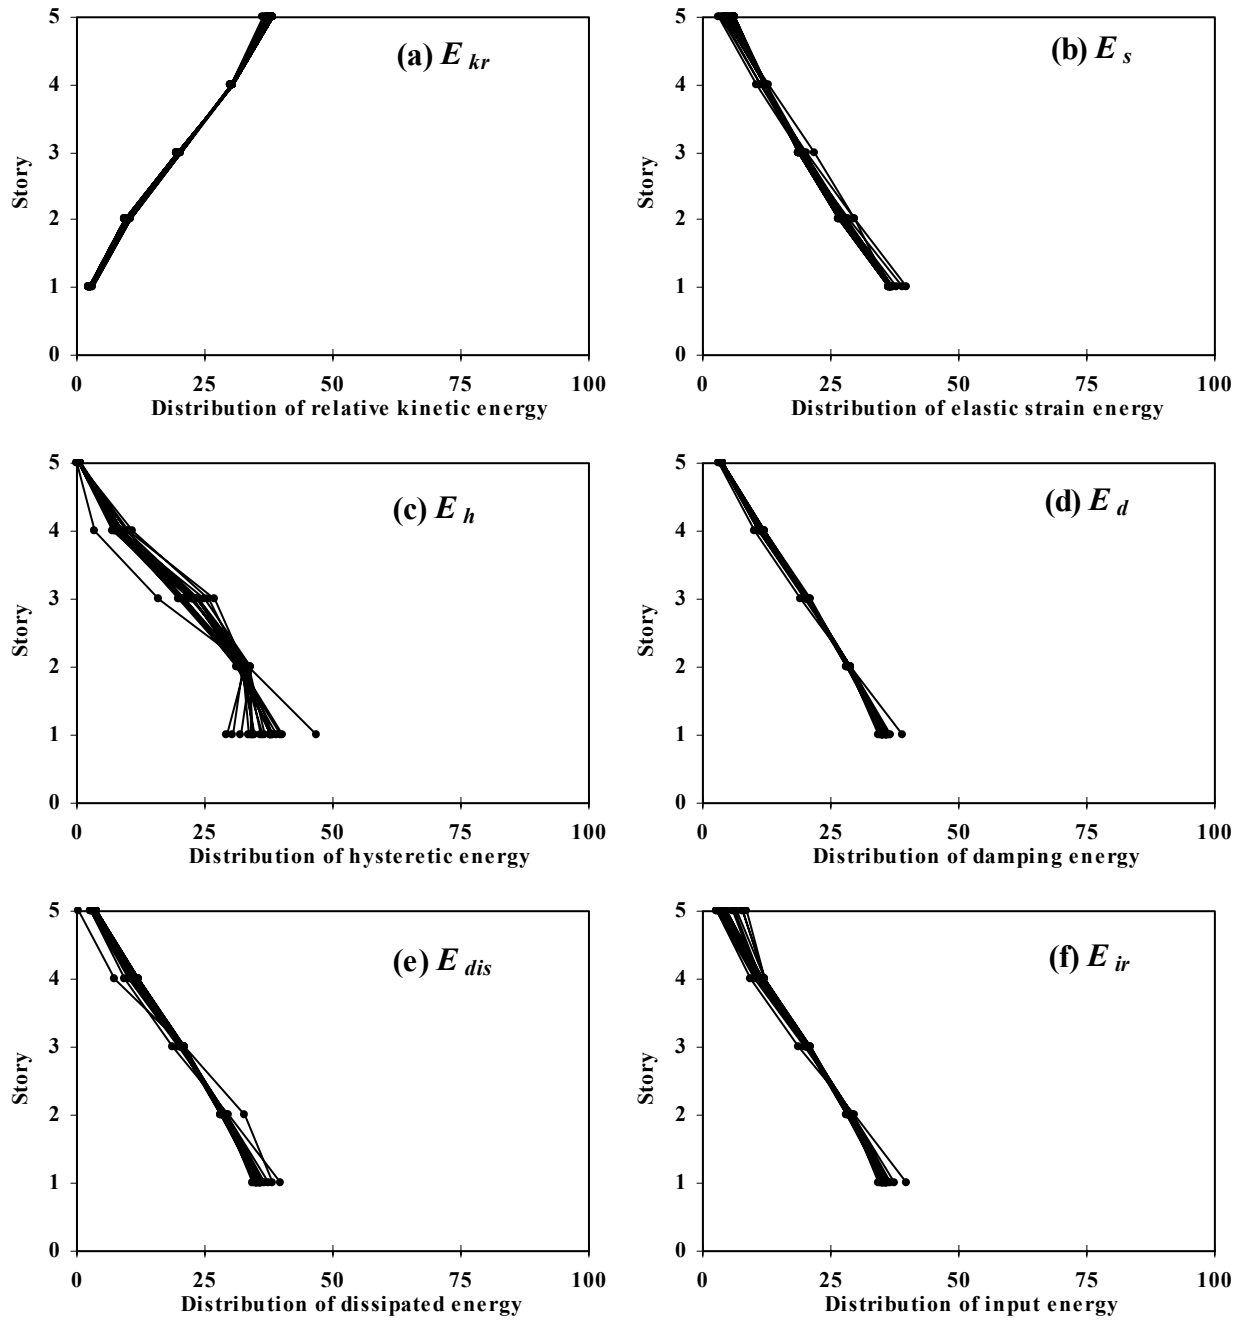 5
(a) E kr
4
3
Story
2
1
0
0 25 50 75 100
Distribution of relative kinetic energy
5
(b) E s
4
3
Story
2
1
0
0 25 50 75 100
Distribution of elastic strain energy
5
(c) E h
4
3
Story
2
1
0
0 25 50 75 100
Distribution of hysteretic energy
5
(d) E d
4
3
Story
2
1
0
0 25 50 75 100
Distribution of damping energy
5
(e) E dis
4
3
Story
2
1
0
0 25 50 75 100
Distribution of dissipated energy
5
(f) E ir
4
3
Story
2
1
0
0 25 50 75 100
Distribution of input energy